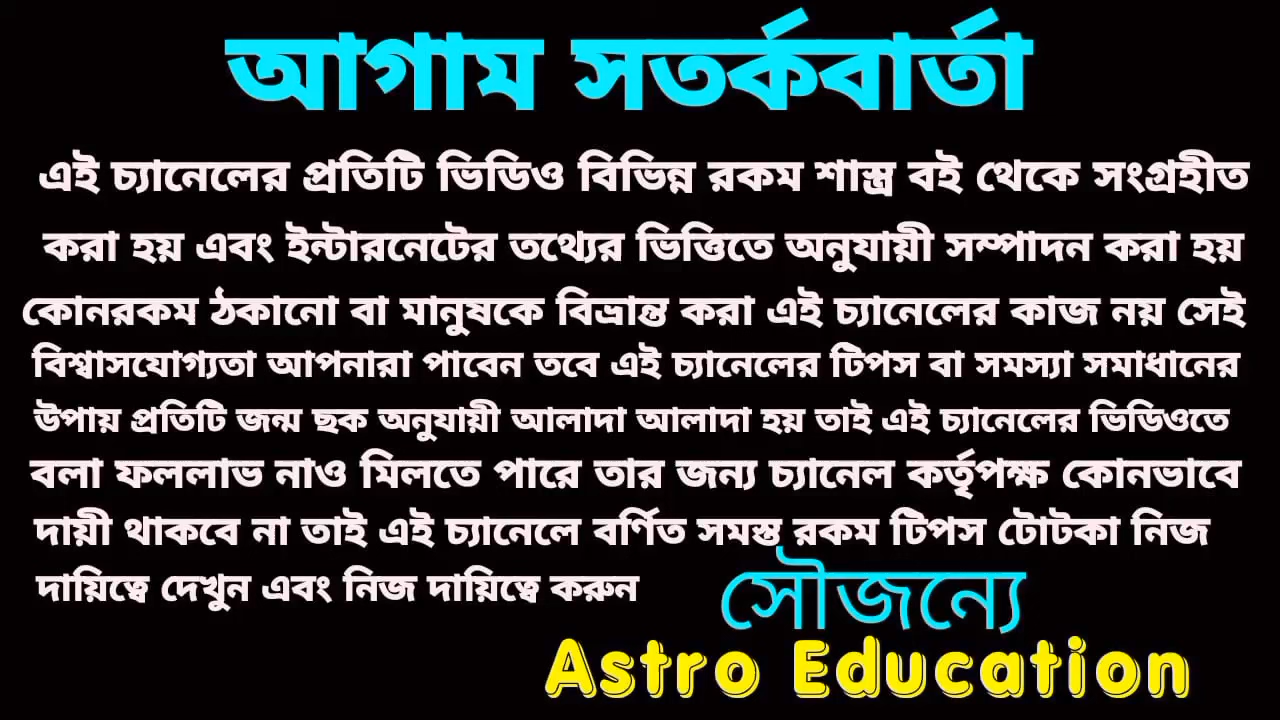 আগাম সতর্কবার্তা
এই চ্যানেলের প্রতিটি ভিডিও বিভিন্ন রকম শাস্ত্র বই থেকে সংগ্রহীত
করা হয় এবং ইন্টারনেটের তথ্যের ভিত্তিতে অনুযায়ী সম্পাদন করা হয়
কোনরকম ঠকানো বা মানুষকে বিভ্রান্ত করা এই চ্যানেলের কাজ নয় সেই
বিশ্বাসযোগ্যতা আপনারা পাবেন তবে এই চ্যানেলের টিপস বা সমস্যা সমাধানের
উপায় প্রতিটি জন্ম ছক অনুযায়ী আলাদা আলাদা হয় তাই এই চ্যানেলের ভিডিওতে
বলা ফললাভ নাও মিলতে পারে তার জন্য চ্যানেল কর্তৃপক্ষ কোনভাবে
দায়ী থাকবে না তাই এই চ্যানেলে বর্ণিত সমস্ত রকম টিপস টোটকা নিজ
দায়িত্বে দেখুন এবং নিজ দায়িত্বে করুন
সৌজন্যে
Astro Education